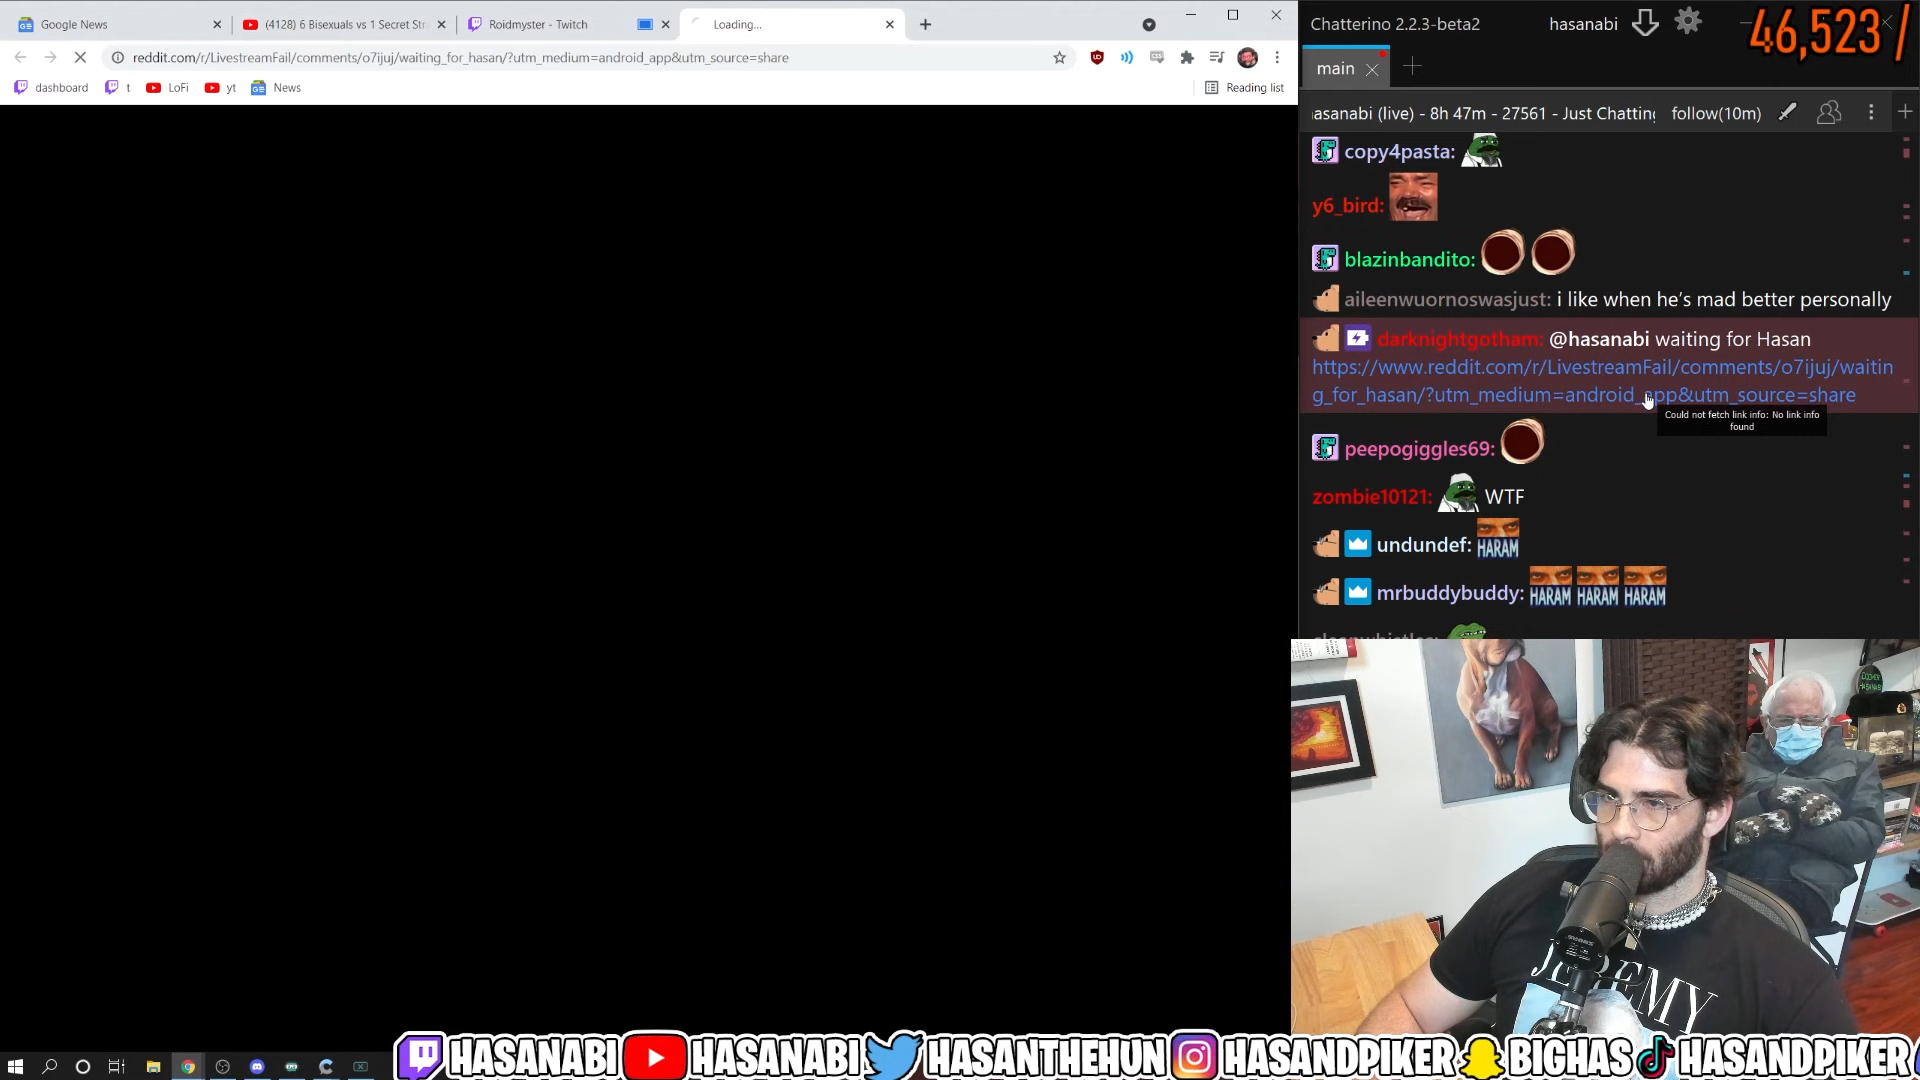 Google News
(4128) 6 Bisexuals vs 1 Secret Str
Roidmyster - Twitch
Loading...
reddit.com/r/LivestreamFail/comments/o7ijuj/waiting_for_hasan/?utm_medium=android_app&utm_source=share
dashboard
t
LoFi
yt
News
Reading list
Chatterino 2.2.3-beta2
hasanabi
46,523 /
main
asanabi (live) - 8h 47m - 27561 - Just Chatting
follow(10m)
copy4pasta:
y6_bird:
blazinbandito:
aileenwuornoswasjust: i like when he's mad better personally
darknightgotham: @hasanabi waiting for Hasan
https://www.reddit.com/r/LivestreamFail/comments/o7ijuj/waitin
g_for_hasan/?utm_medium=android_app&utm_source=share
Could not fetch link info: No link info
found
peepogiggles69:
zombie10121: WTF
undundef: HARAM
mrbuddybuddy: HARAM HARAM HARAM
JEREMY
HASANABI HASANABI HASANTHEHUN HASANDPIKER BIGHAS HASANDPIKER